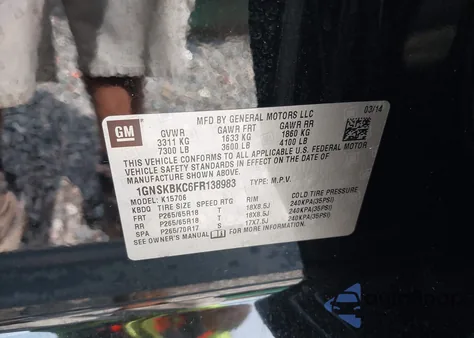 MFD BY GENERAL MOTORS LLC 03/14
GM GVWR GAWR FRT GAWR RR
3311 KG 1633 KG 1860 KG
7300 LB 3600 LB 4100 LB
THIS VEHICLE CONFORMS TO ALL APPLICABLE U.S. FEDERAL MOTOR
VEHICLE SAFETY AND THEFT PREVENTION STANDARDS IN
EFFECT ON THE DATE OF
MANUFACTURE SHOWN ABOVE.
1GNSKBKC6FR138983 TYPE: M.P.V.
MODEL: K15706
KBDQ TIRE SIZE SPEED RTG RIM COLD TIRE PRESSURE
FRT P265/65R18 T 18X8.5J 240KPA(35PSI)
RR P265/65R18 T 18X8.5J 240KPA(35PSI)
SPA P265/70R17 S 17X7.5J 240KPA(35PSI)
SEE OWNER'S MANUAL FOR MORE INFORMATION.